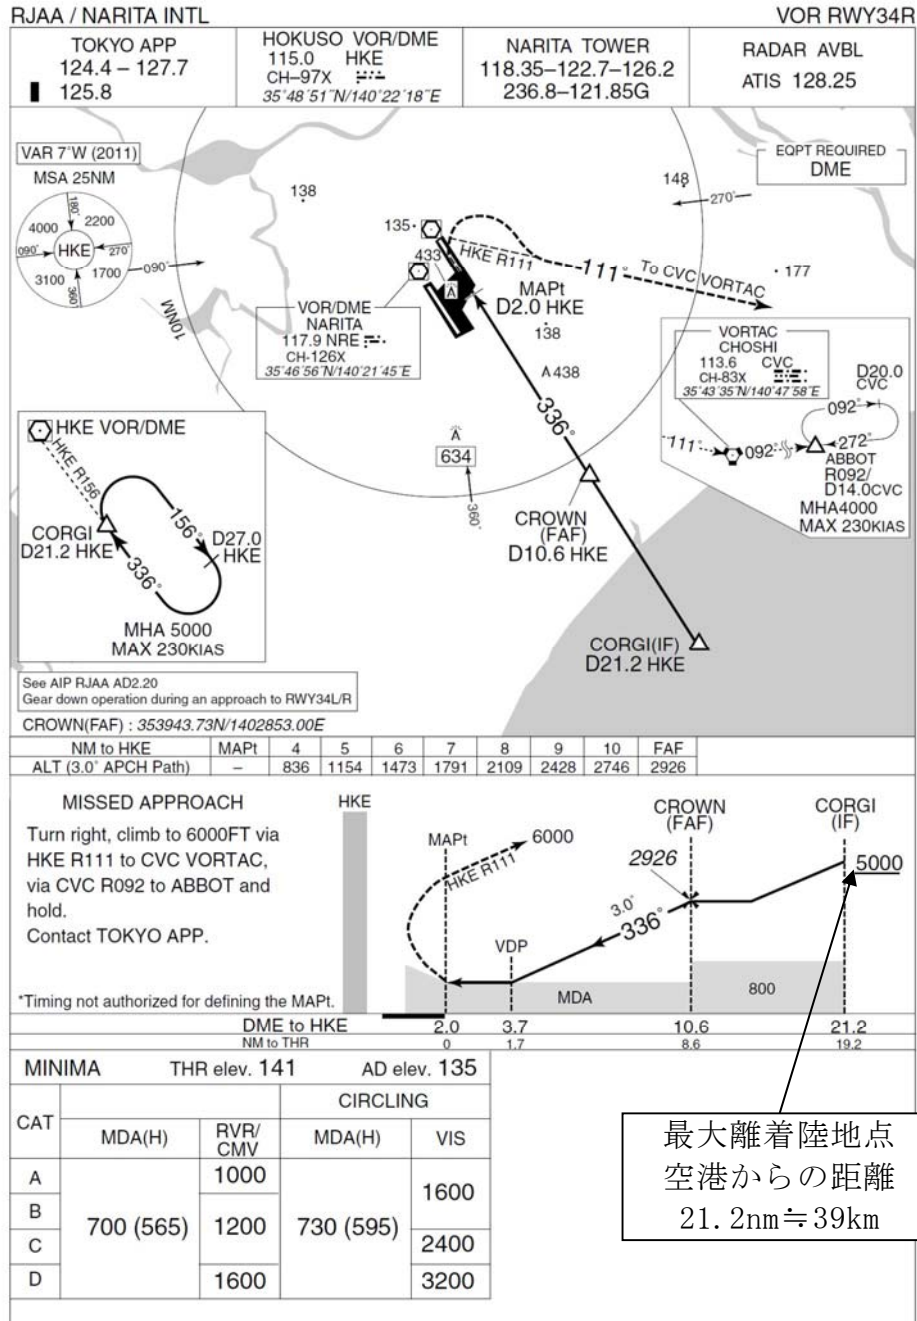 RJAA / NARITA INTL
VOR RWY34R
TOKYO APP
124.4 – 127.7
125.8
HOKUSO VOR/DME
115.0 HKE
CH–97X
35°48'51"N/140°22'18"E
NARITA TOWER
118.35–122.7–126.2
236.8–121.85G
RADAR AVBL
ATIS 128.25
VAR 7°W (2011)
MSA 25NM
180°
4000
2200
090°
HKE
270°
3100
1700
360°
090°
10NM
138
135
433
A
HKE R111
111°
To CVC VORTAC
148
270°
EQPT REQUIRED
DME
177
MAPt
D2.0 HKE
138
A 438
VOR/DME
NARITA
117.9 NRE
CH-126X
35°46'56"N/140°21'45"E
VORTAC
CHOSHI
113.6 CVC
CH-83X
35°43'35"N/140°47'58"E
D20.0
CVC
092°
111°
092°
272°
ABBOT
R092/
D14.0CVC
MHA4000
MAX 230KIAS
336°
A
634
360°
CROWN
(FAF)
D10.6 HKE
CORGI(IF)
D21.2 HKE
HKE VOR/DME
HKE R156
CORGI
D21.2 HKE
156°
D27.0
HKE
336°
MHA 5000
MAX 230KIAS
See AIP RJAA AD2.20
Gear down operation during an approach to RWY34L/R
CROWN(FAF) : 353943.73N/1402853.00E
NM to HKE MAPt 4 5 6 7 8 9 10 FAF
ALT (3.0° APCH Path) – 836 1154 1473 1791 2109 2428 2746 2926
MISSED APPROACH
Turn right, climb to 6000FT via
HKE R111 to CVC VORTAC,
via CVC R092 to ABBOT and
hold.
Contact TOKYO APP.
*Timing not authorized for defining the MAPt.
HKE
MAPt
6000
HKE R111
VDP
3.0°
336°
2926
CROWN
(FAF)
CORGI
(IF)
5000
MDA
800
DME to HKE 2.0 3.7 10.6 21.2
NM to THR 0 1.7 8.6 19.2
MINIMA THR elev. 141 AD elev. 135
CAT
CIRCLING
MDA(H)
RVR/
CMV
MDA(H)
VIS
A
1000
1600
B
700 (565)
1200
730 (595)
C
2400
D
1600
3200
最大離着陸地点
空港からの距離
21.2nm≒39km